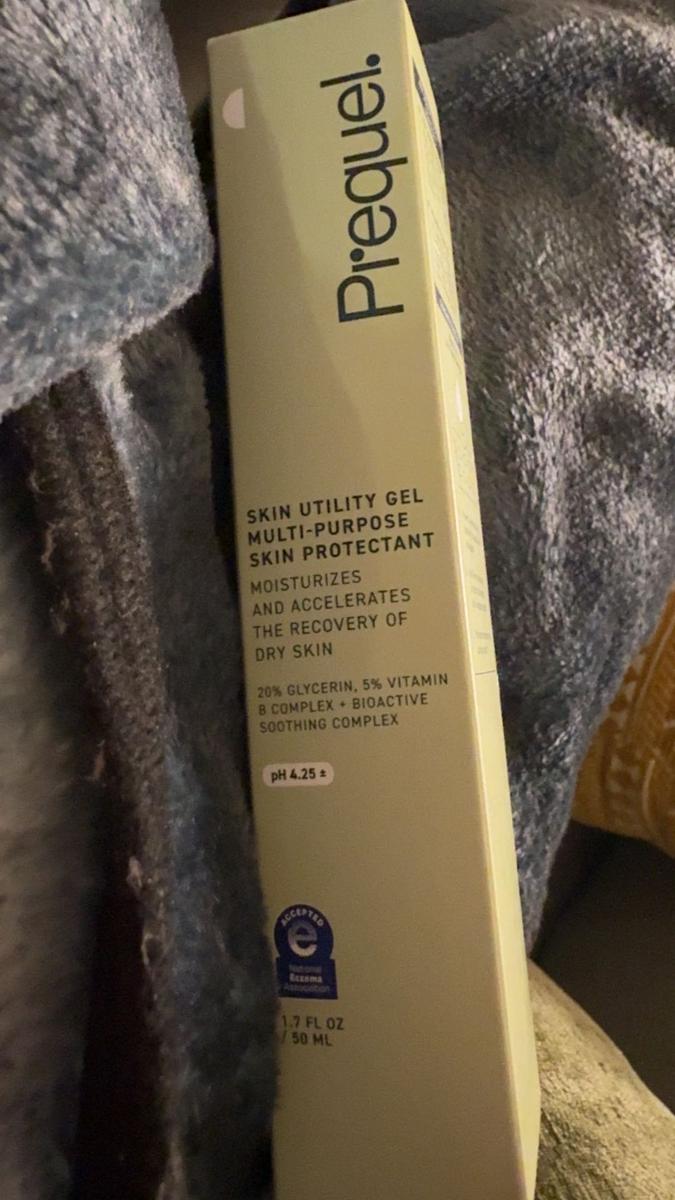 Prequel.
SKIN UTILITY GEL
MULTI-PURPOSE
SKIN PROTECTANT
MOISTURIZES
AND ACCELERATES
THE RECOVERY OF
DRY SKIN
20% GLYCERIN, 5% VITAMIN
B COMPLEX + BIOACTIVE
SOOTHING COMPLEX
pH 4.25 ±
ACCEPTED
e
National
Eczema
Association
1.7 FL OZ
/ 50 ML